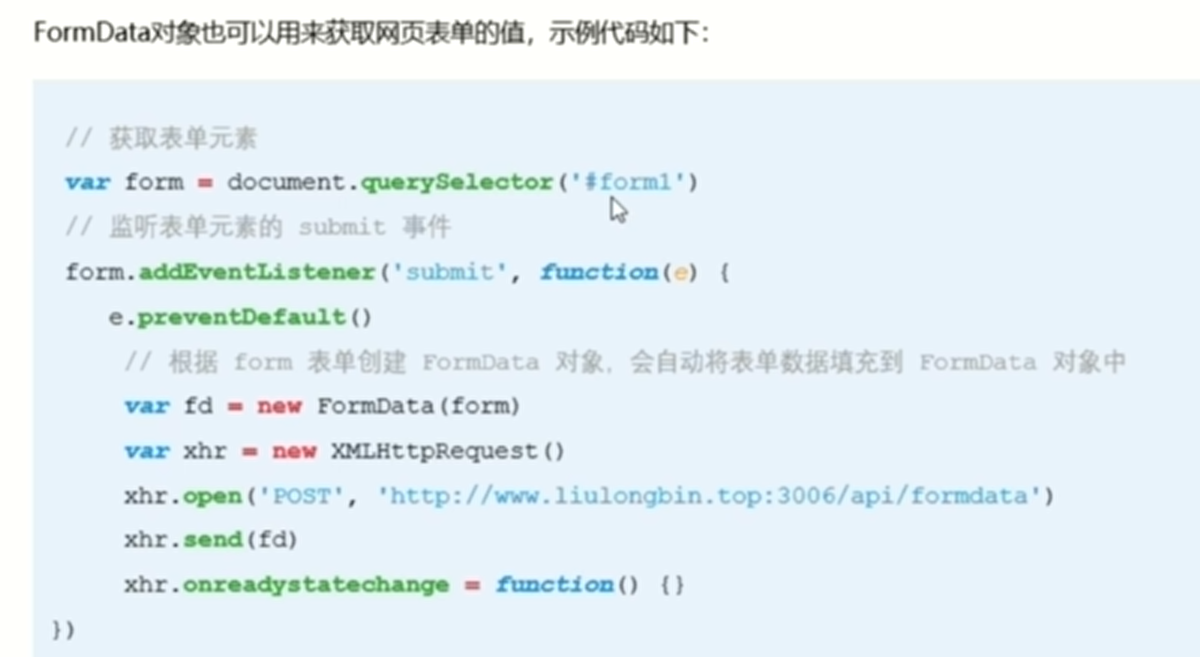 FormData对象也可以用来获取网页表单的值，示例代码如下：
// 获取表单元素
var form = document.querySelector('#form1')
// 监听表单元素的 submit 事件
form.addEventListener('submit', function(e) {
e.preventDefault()
// 根据 form 表单创建 FormData 对象，会自动将表单数据填充到 FormData 对象中
var fd = new FormData(form)
var xhr = new XMLHttpRequest()
xhr.open('POST', 'http://www.liulongbin.top:3006/api/formdata')
xhr.send(fd)
xhr.onreadystatechange = function() {}
})